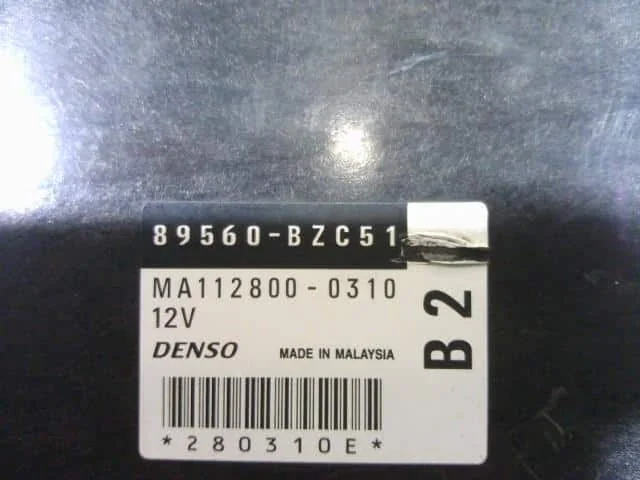 89560-BZC51
MA112800-0310
12V
DENSO MADE IN MALAYSIA
B2
*280310E*